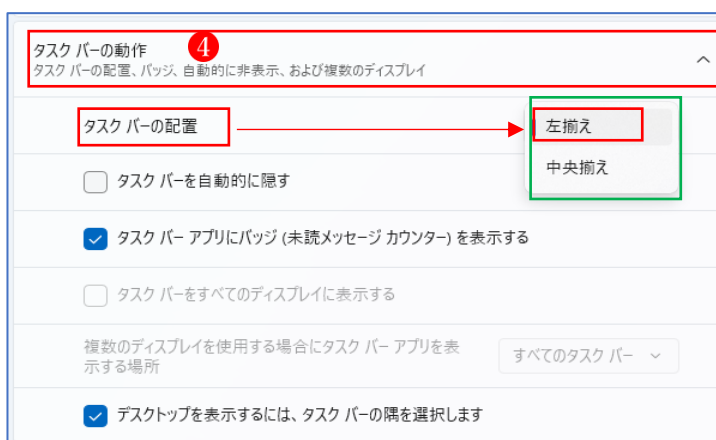 タスク バーの動作 4
タスク バーの配置、バッジ、自動的に非表示、および複数のディスプレイ
タスク バーの配置
左揃え
中央揃え
タスク バーを自動的に隠す
タスク バー アプリにバッジ (未読メッセージ カウンター) を表示する
タスク バーをすべてのディスプレイに表示する
複数のディスプレイを使用する場合にタスク バー アプリを表
示する場所
すべてのタスク バー
デスクトップを表示するには、タスク バーの隅を選択します